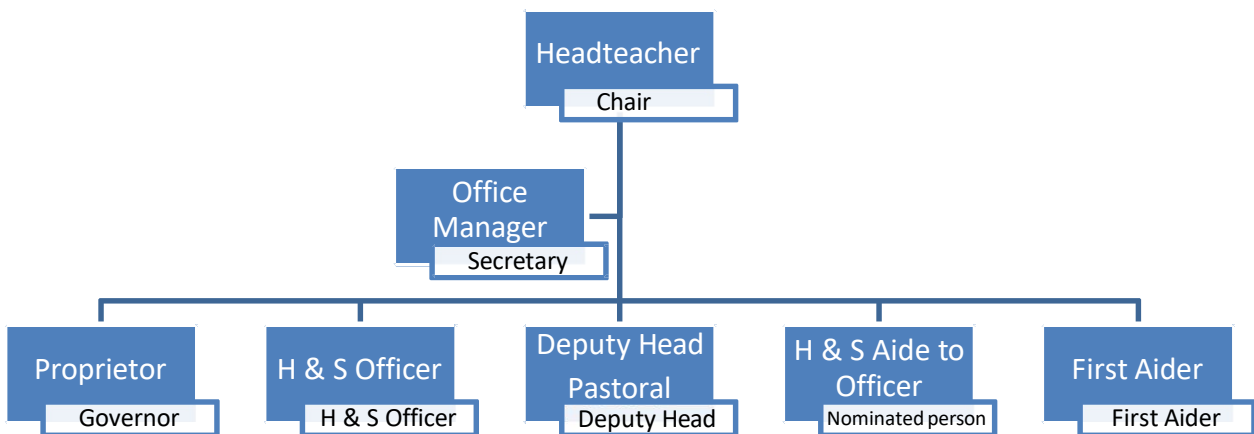 Headteacher
Chair
Office
Manager
Secretary
Proprietor
Governor
H & S Officer
H & S Officer
Deputy Head
Pastoral
Deputy Head
H & S Aide to
Officer
Nominated person
First Aider
First Aider